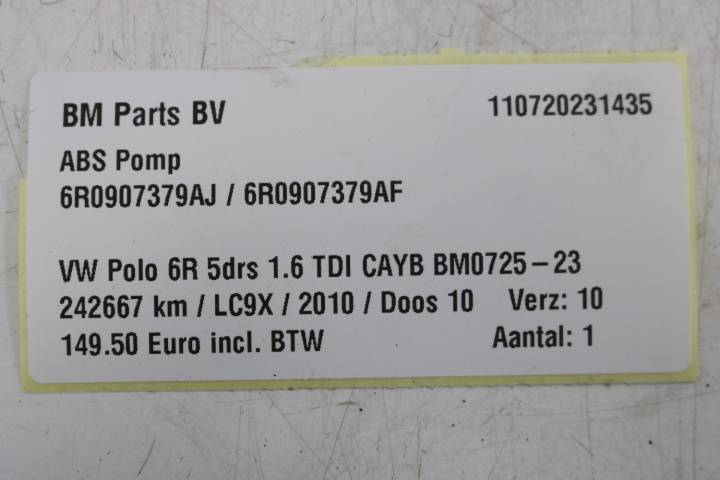 BM Parts BV 110720231435
ABS Pomp
6R0907379AJ / 6R0907379AF
VW Polo 6R 5drs 1.6 TDI CAYB BM0725-23
242667 km / LC9X / 2010 / Doos 10 Verz: 10
149.50 Euro incl. BTW Aantal: 1